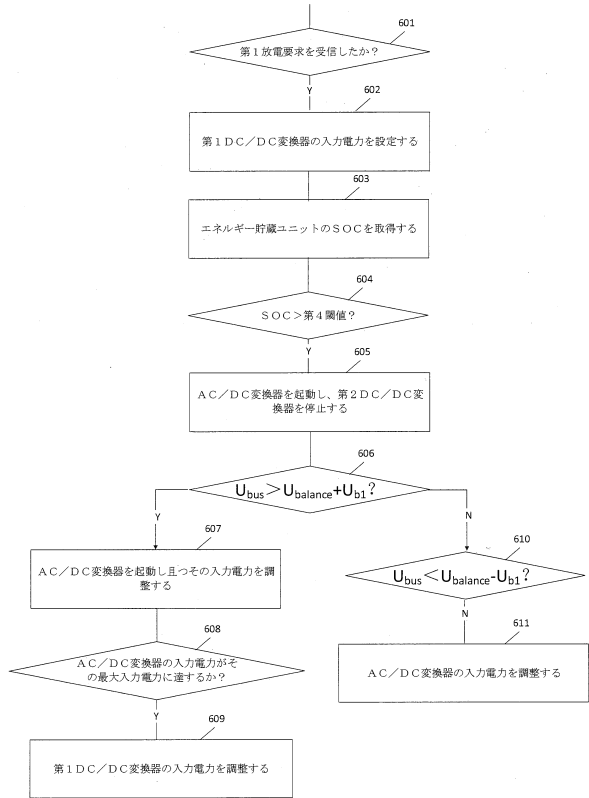 601
第1放電要求を受信したか?
Y
602
第1DC/DC変換器の入力電力を設定する
603
エネルギー貯蔵ユニットのSOCを取得する
604
SOC>第4閾値?
Y
605
AC/DC変換器を起動し、第2DC/DC変
換器を停止する
606
Ubus>Ubalance+Ub1?
Y
N
607
AC/DC変換器を起動し且つその入力電力を調
整する
610
Ubus<Ubalance-Ub1?
N
608
AC/DC変換器の入力電力がそ
の最大入力電力に達するか?
611
AC/DC変換器の入力電力を調整する
Y
609
第1DC/DC変換器の入力電力を調整する